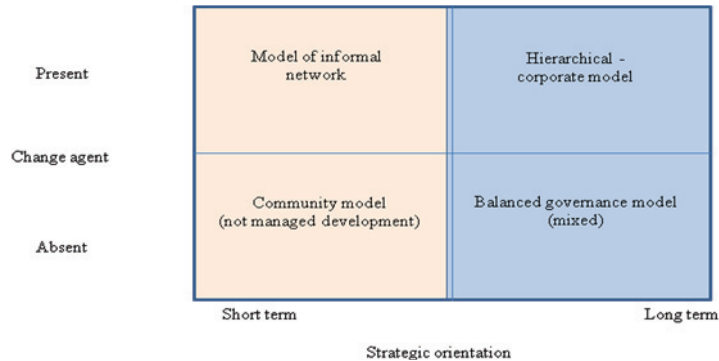 Model of informal
network
Hierarchical -
corporate model
Present
Change agent
Community model
(not managed development)
Balanced governance model
(mixed)
Absent
Short term
Long term
Strategic orientation